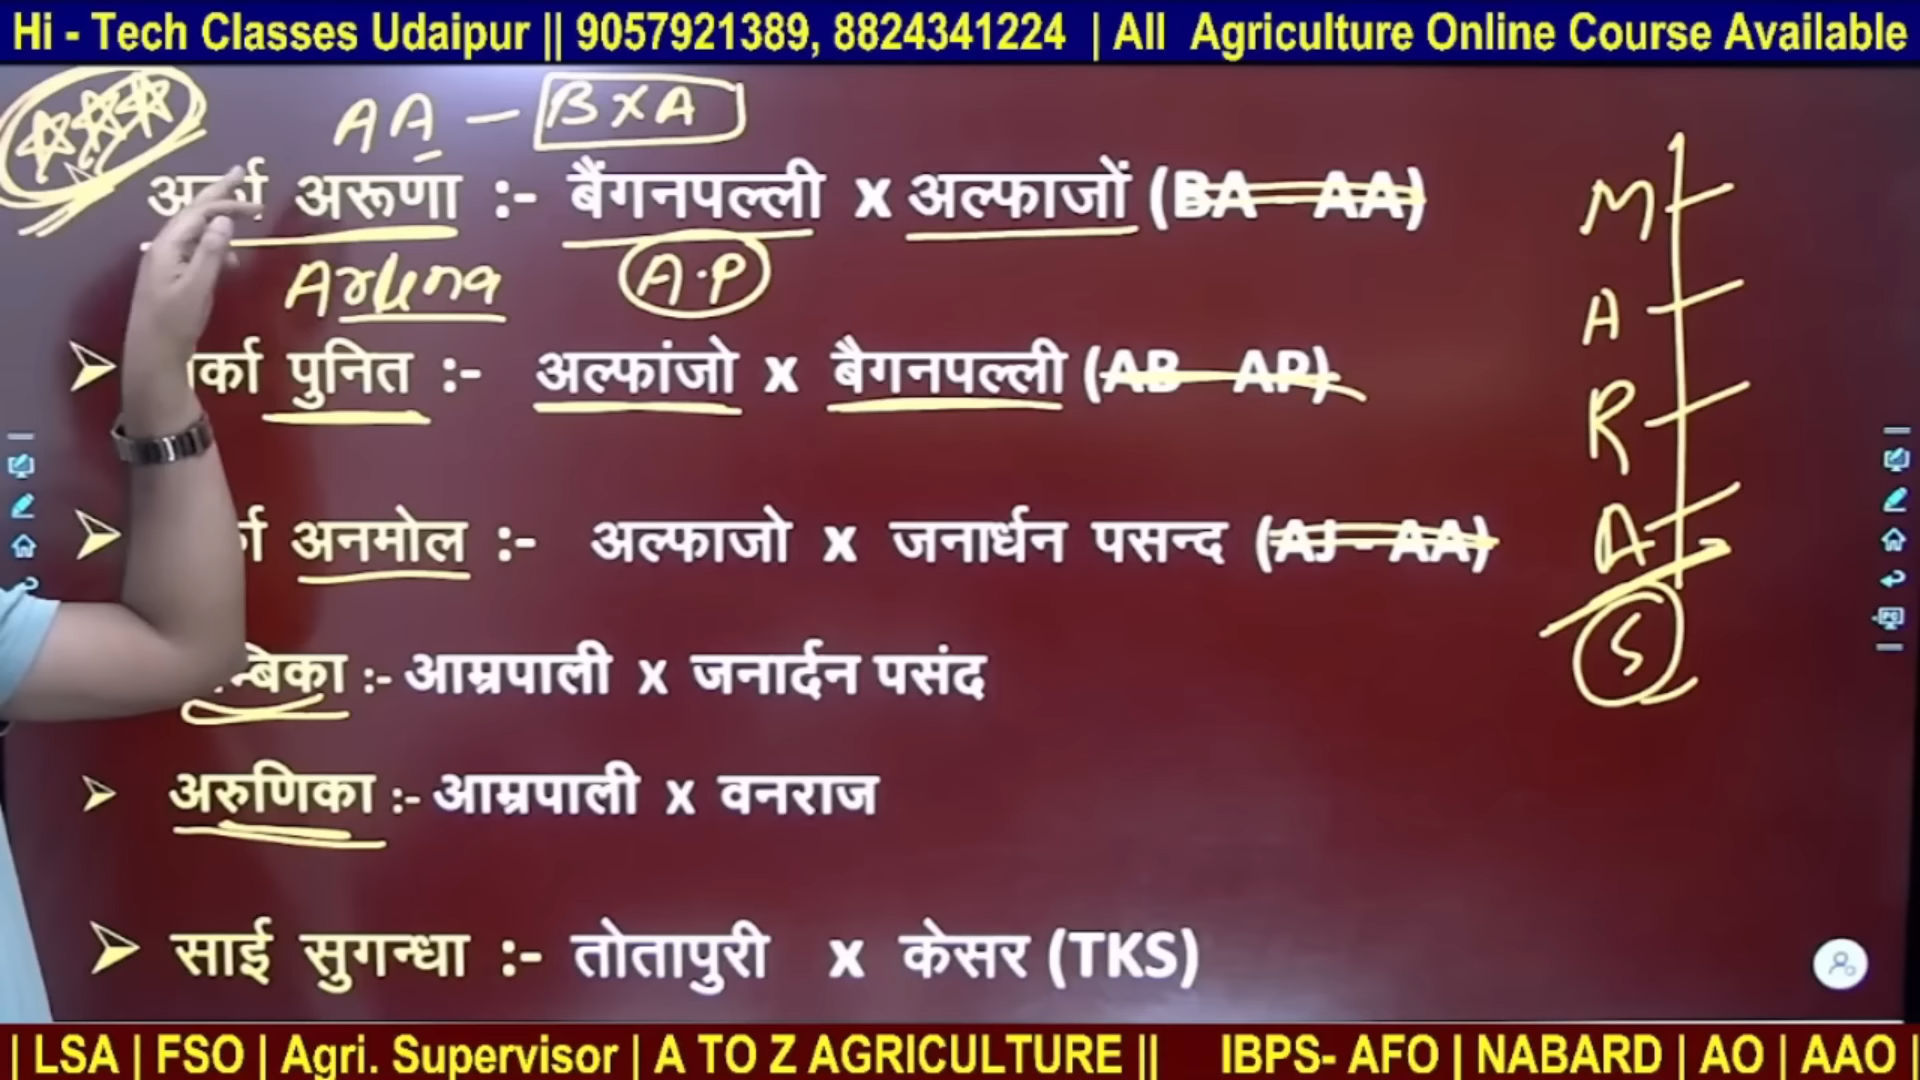 Hi - Tech Classes Udaipur || 9057921389, 8824341224 | All Agriculture Online Course Available
AA - B X A
अरूणा :- बैंगनपल्ली x अल्फाजों (BA - AA)
Aruna A.P
पुनित :- अल्फांजो x बैगनपल्ली (AB - AP)
अनमोल :- अल्फाजो x जनार्धन पसन्द (AJ - AA)
:- आम्रपाली x जनार्दन पसंद
अरुणिका :- आम्रपाली x वनराज
साई सुगन्धा :- तोतापुरी x केसर (TKS)
M
A
R
A
S
| LSA | FSO | Agri. Supervisor | A TO Z AGRICULTURE || IBPS- AFO | NABARD | AO | AAO |